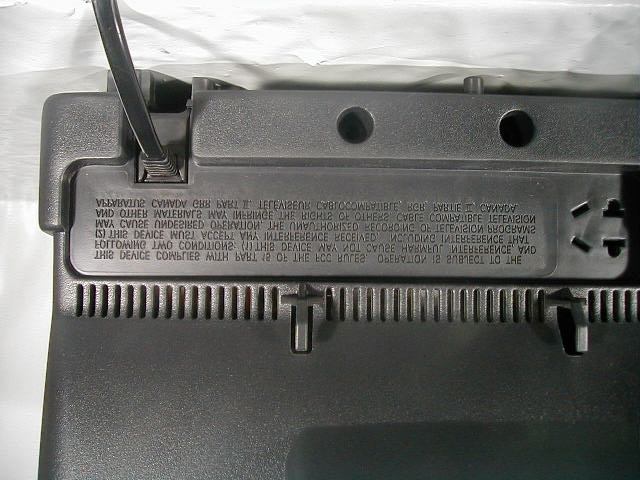 THIS DEVICE COMPLIES WITH PART 15 OF THE FCC RULES. OPERATION IS SUBJECT TO THE
FOLLOWING TWO CONDITIONS: (1) THIS DEVICE MAY NOT CAUSE HARMFUL INTERFERENCE, AND
(2) THIS DEVICE MUST ACCEPT ANY INTERFERENCE RECEIVED, INCLUDING INTERFERENCE THAT
MAY CAUSE UNDESIRED OPERATION. THE UNAUTHORIZED RECORDING OF TELEVISION PROGRAMS
AND OTHER MATERIALS MAY INFRINGE THE RIGHTS OF OTHERS. CABLE COMPATIBLE TELEVISION
APPARATUS CANADA GRR PART II, TÉLÉVISEUR CABLOCOMPATIBLE, RGR. PARTIE II, CANADA